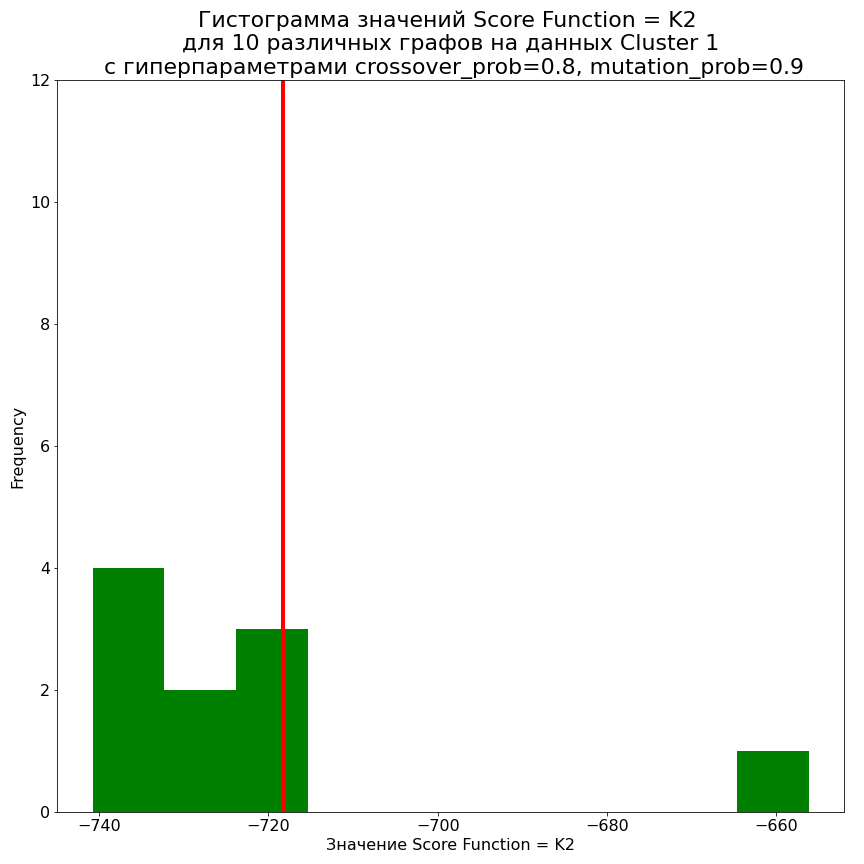 Гистограмма значений Score Function = K2
для 10 различных графов на данных Cluster 1
с гиперпараметрами crossover_prob=0.8, mutation_prob=0.9
12
10
8
6
4
2
0
Frequency
−740
−720
−700
−680
−660
Значение Score Function = K2